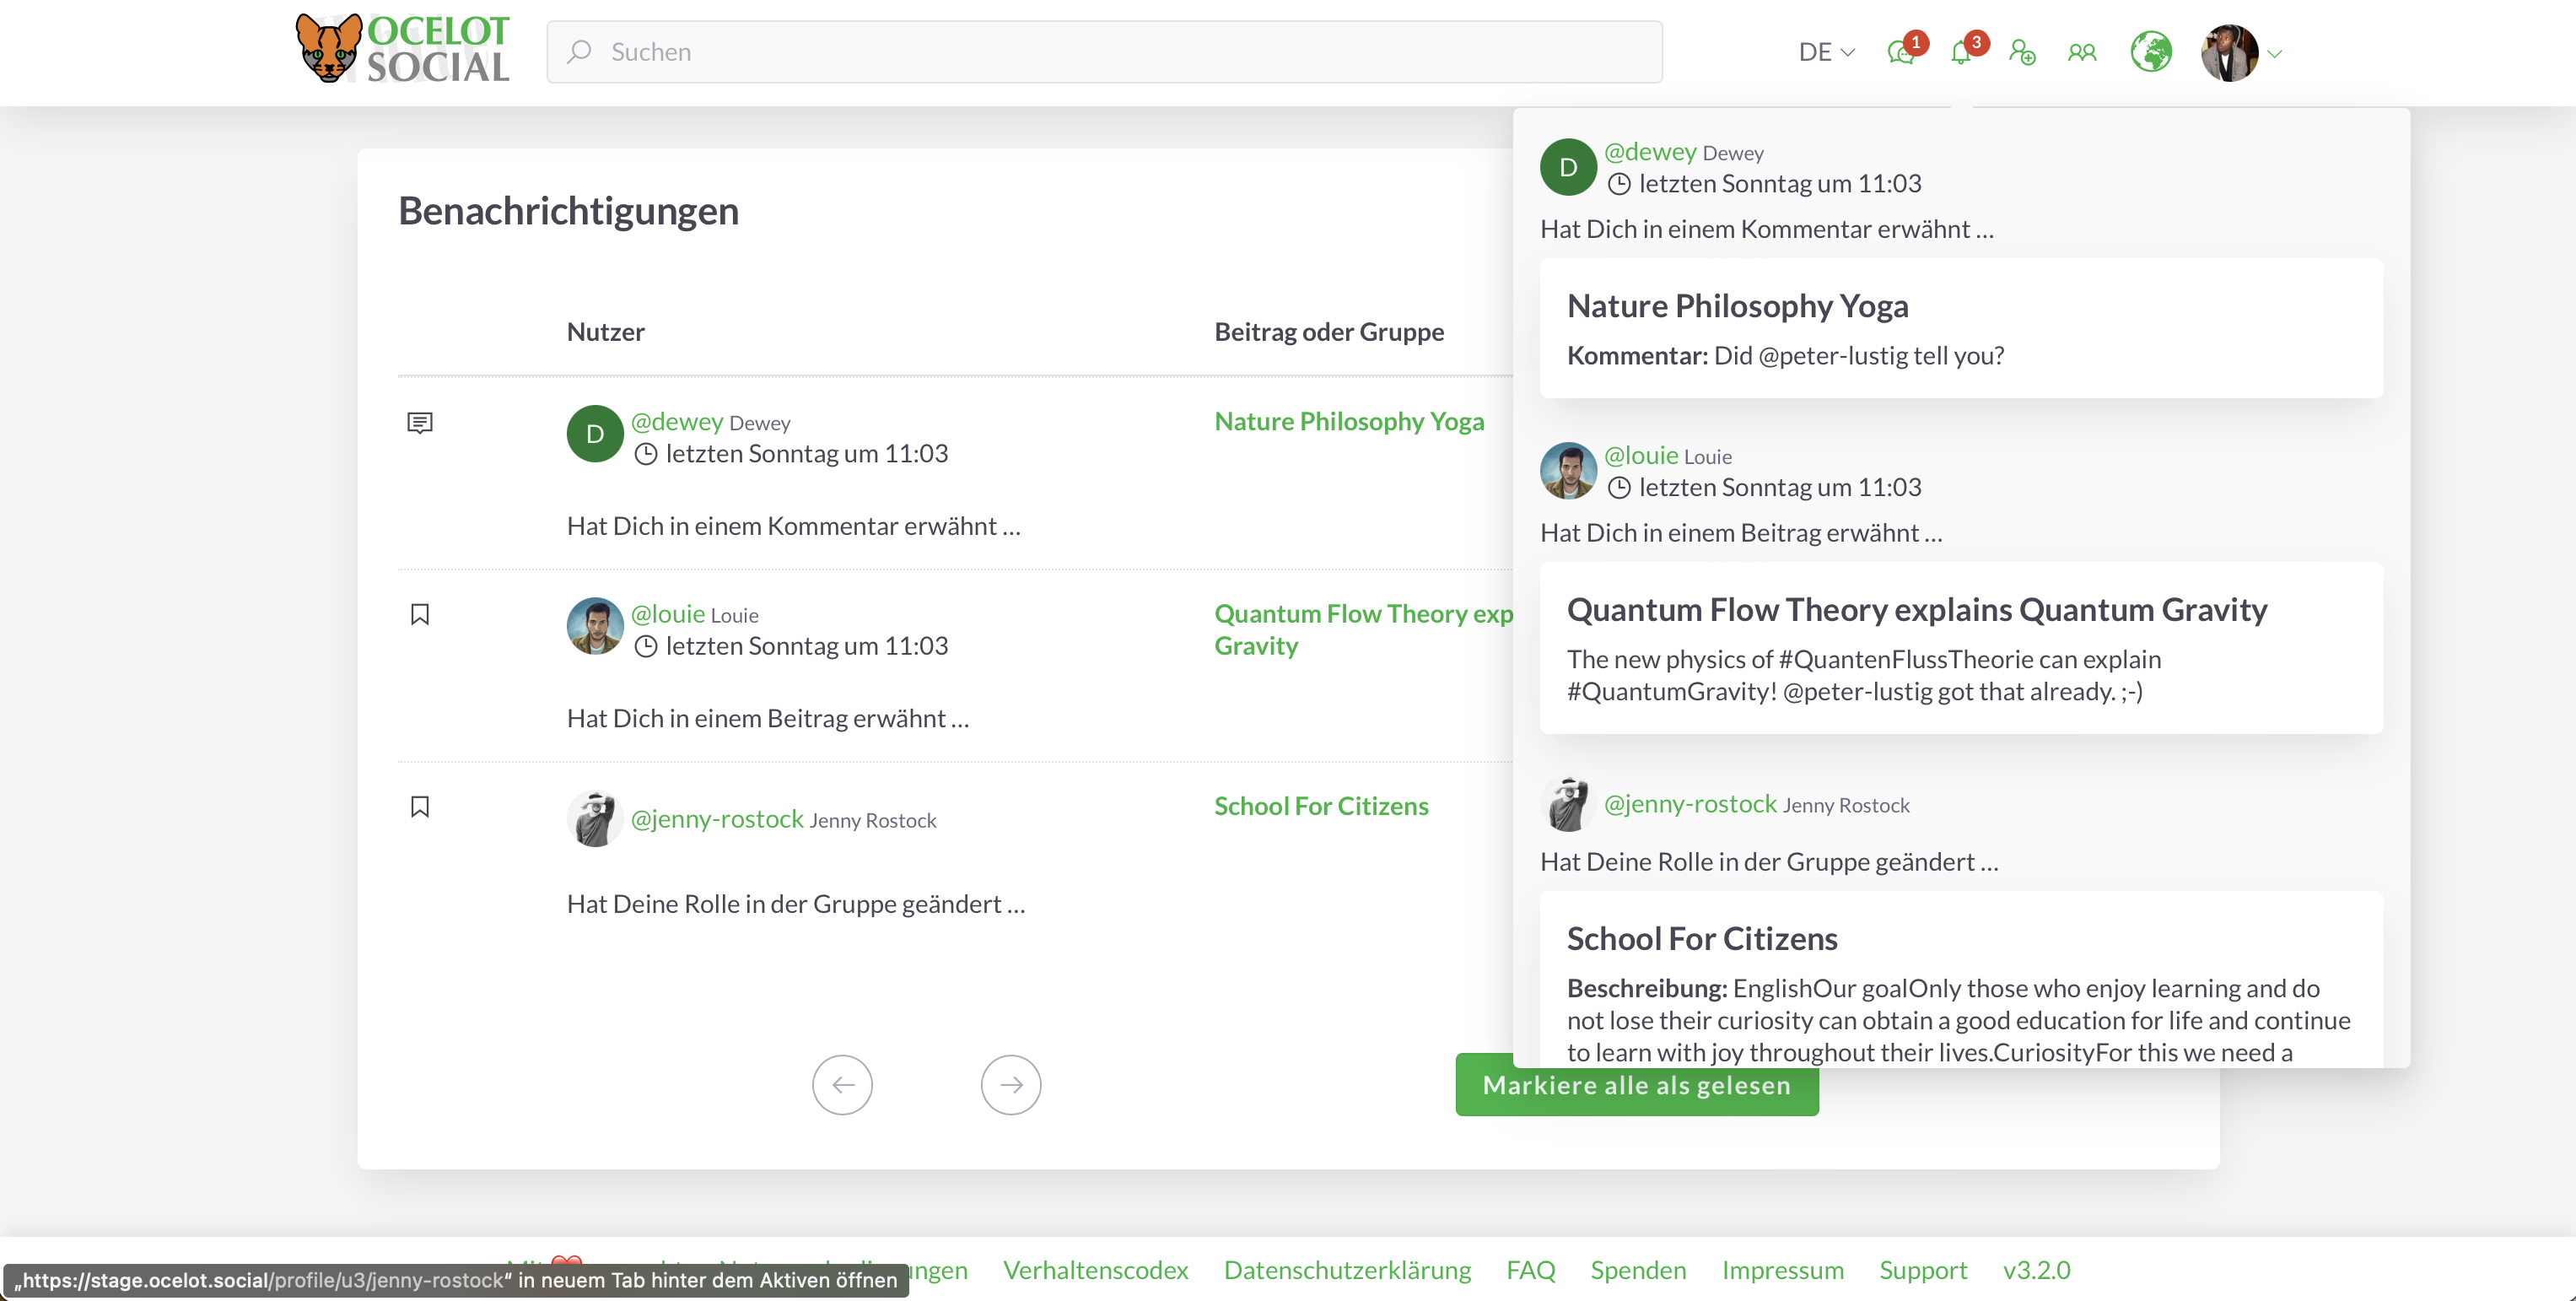 OCELOT
SOCIAL
Suchen
DE
1
3
Benachrichtigungen
Nutzer
Beitrag oder Gruppe
D
@dewey Dewey
letzten Sonntag um 11:03
Nature Philosophy Yoga
Hat Dich in einem Kommentar erwähnt …
@louie Louie
letzten Sonntag um 11:03
Quantum Flow Theory exp
Gravity
Hat Dich in einem Beitrag erwähnt …
@jenny-rostock Jenny Rostock
School For Citizens
Hat Deine Rolle in der Gruppe geändert …
Markiere alle als gelesen
D
@dewey Dewey
letzten Sonntag um 11:03
Hat Dich in einem Kommentar erwähnt …
Nature Philosophy Yoga
Kommentar: Did @peter-lustig tell you?
@louie Louie
letzten Sonntag um 11:03
Hat Dich in einem Beitrag erwähnt …
Quantum Flow Theory explains Quantum Gravity
The new physics of #QuantenFlussTheorie can explain
#QuantumGravity! @peter-lustig got that already. ;-)
@jenny-rostock Jenny Rostock
Hat Deine Rolle in der Gruppe geändert …
School For Citizens
Beschreibung: EnglishOur goalOnly those who enjoy learning and do
not lose their curiosity can obtain a good education for life and continue
to learn with joy throughout their lives.CuriosityFor this we need a
ungen Verhaltenscodex Datenschutzerklärung FAQ Spenden Impressum Support v3.2.0
„https://stage.ocelot.social/profile/u3/jenny-rostock“ in neuem Tab hinter dem Aktiven öffnen